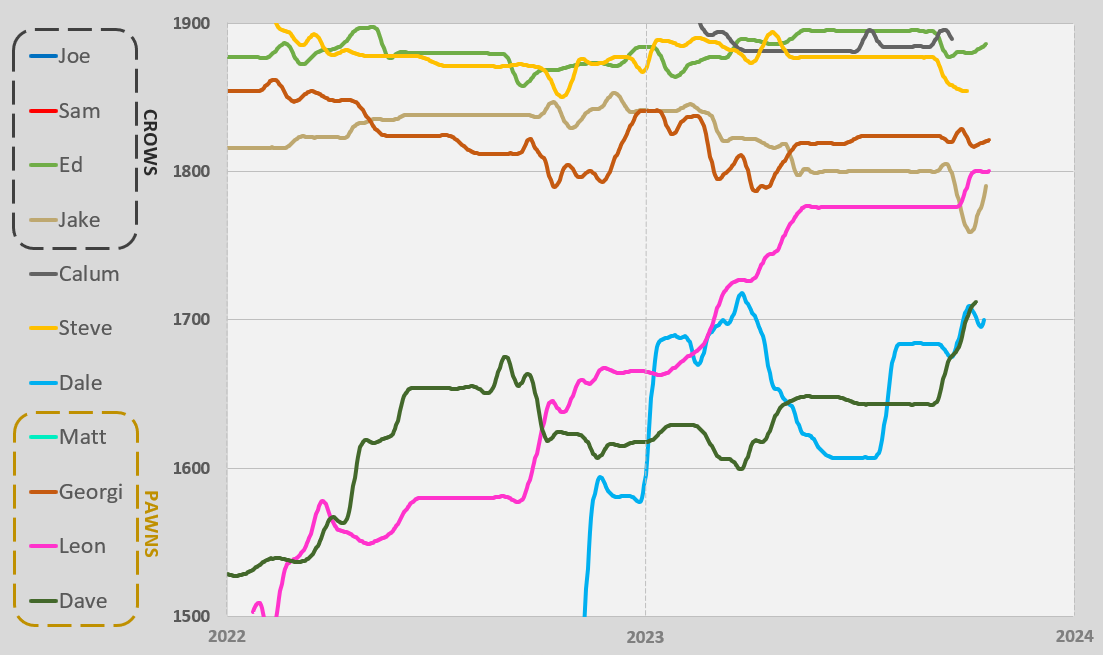 Joe
Sam
Ed
Jake
CROWS
Calum
Steve
Dale
Matt
Georgi
Leon
Dave
PAWNS
1900
1800
1700
1600
1500
2022
2023
2024